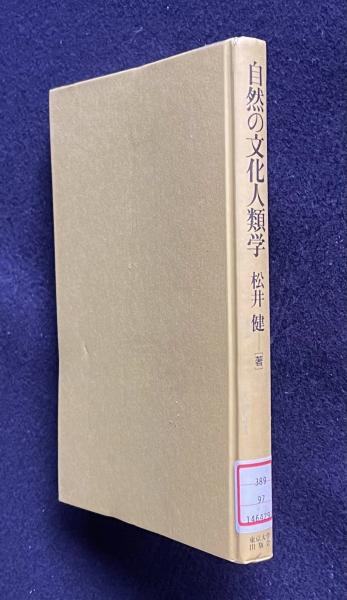 自然の文化人類学
松井 健
[著]
389
97
東京大学
出版会